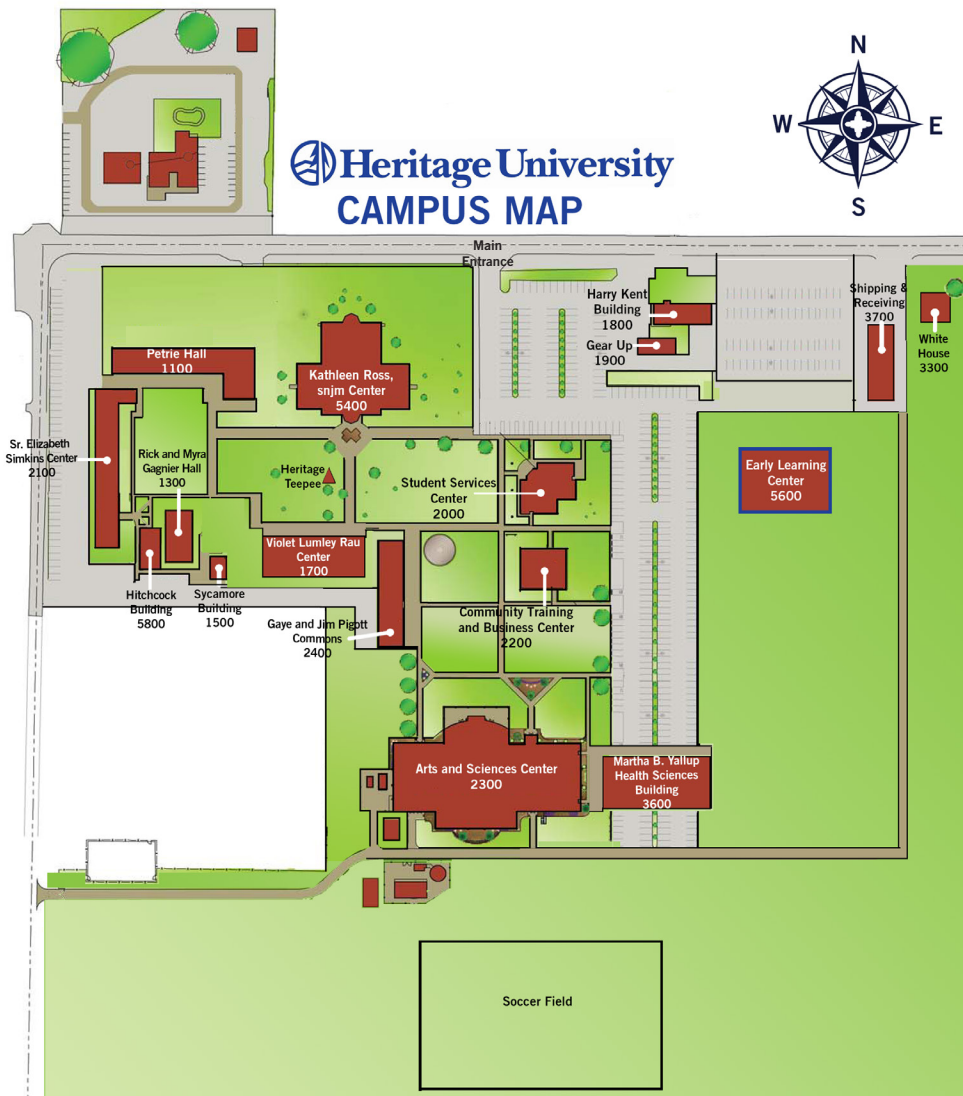 N
W
E
S
Heritage University
CAMPUS MAP
Main
Entrance
Harry Kent
Building
1800
Shipping &
Receiving
3700
Gear Up
1900
White
House
3300
Petrie Hall
1100
Kathleen Ross,
snjm Center
5400
Sr. Elizabeth
Simkins Center
2100
Rick and Myra
Gagnier Hall
1300
Heritage
Teepee
Student Services
Center
2000
Early Learning
Center
5600
Violet Lumley Rau
Center
1700
Hitchcock
Building
5800
Sycamore
Building
1500
Gaye and Jim Pigott
Commons
2400
Community Training
and Business Center
2200
Arts and Sciences Center
2300
Martha B. Yallup
Health Sciences
Building
3600
Soccer Field